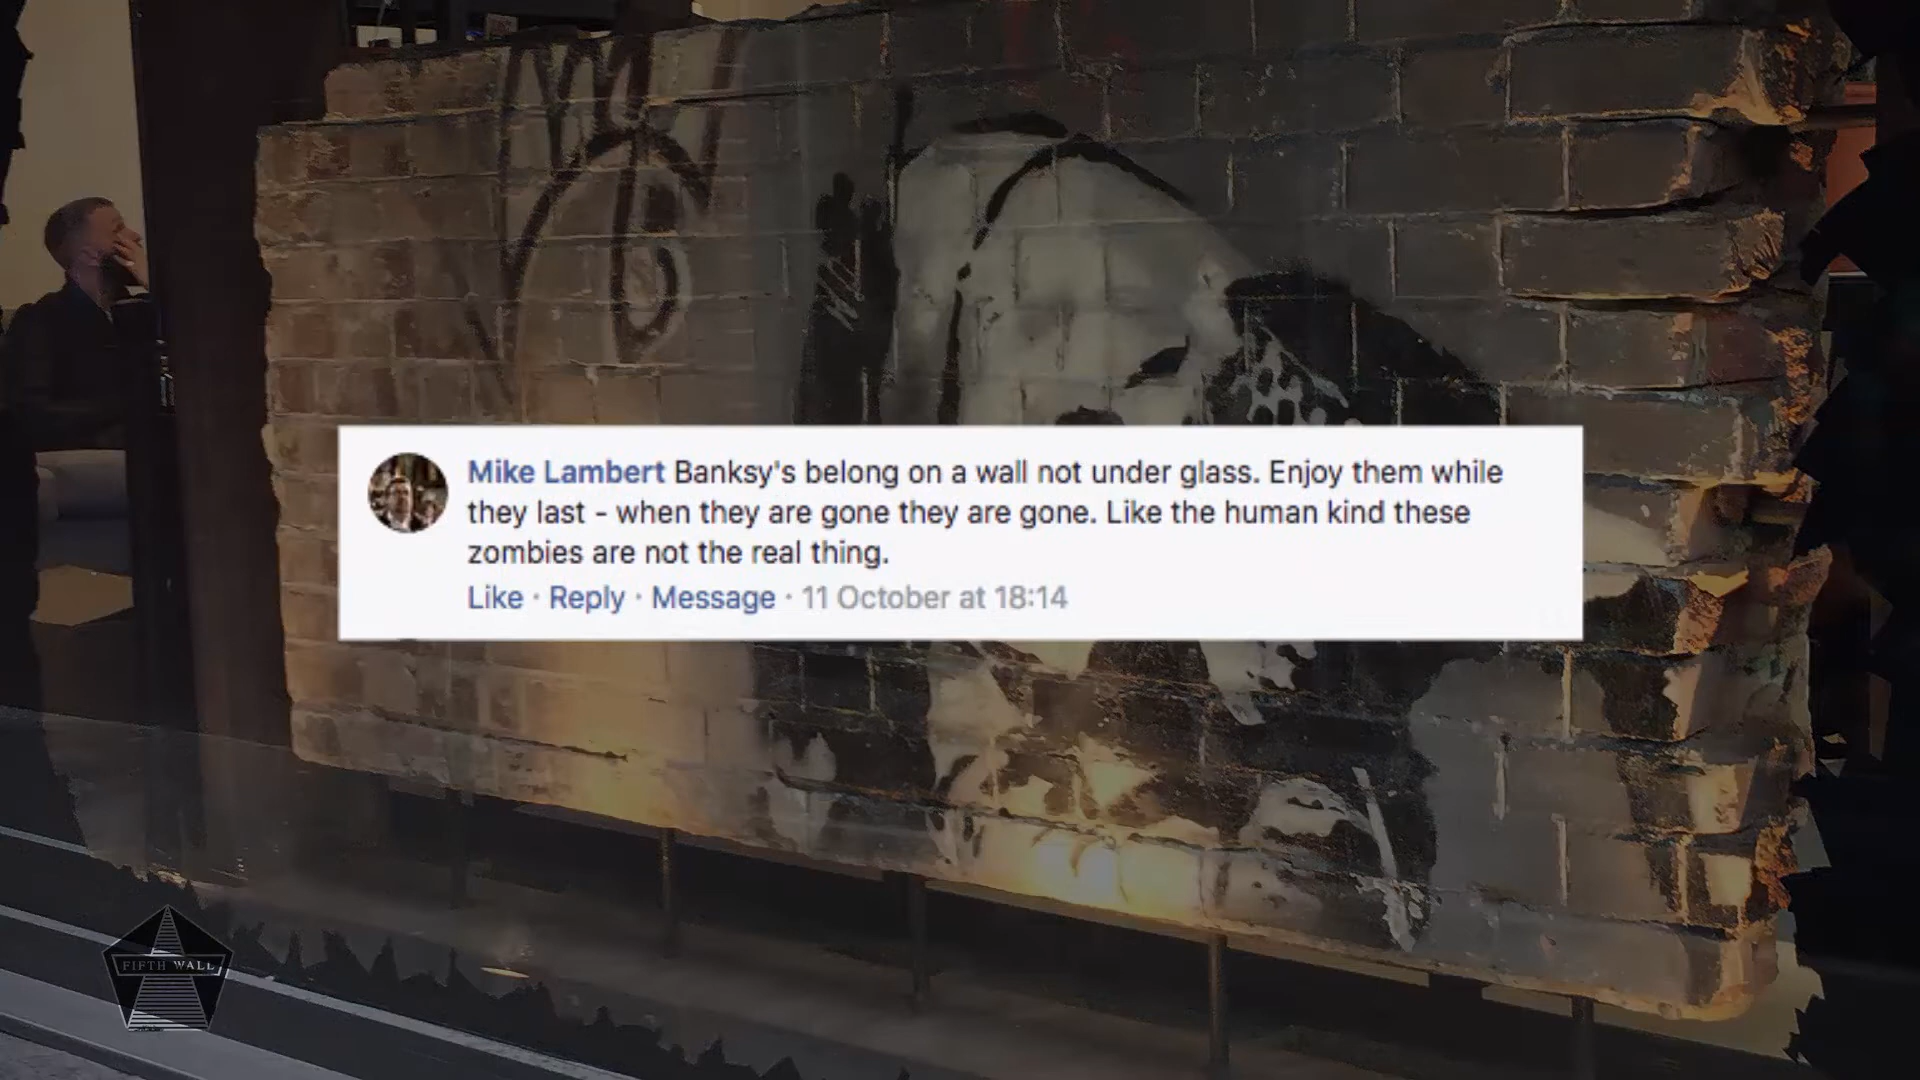 Mike Lambert Banksy's belong on a wall not under glass. Enjoy them while
they last - when they are gone they are gone. Like the human kind these
zombies are not the real thing.
Like · Reply · Message · 11 October at 18:14
FIFTH WALL